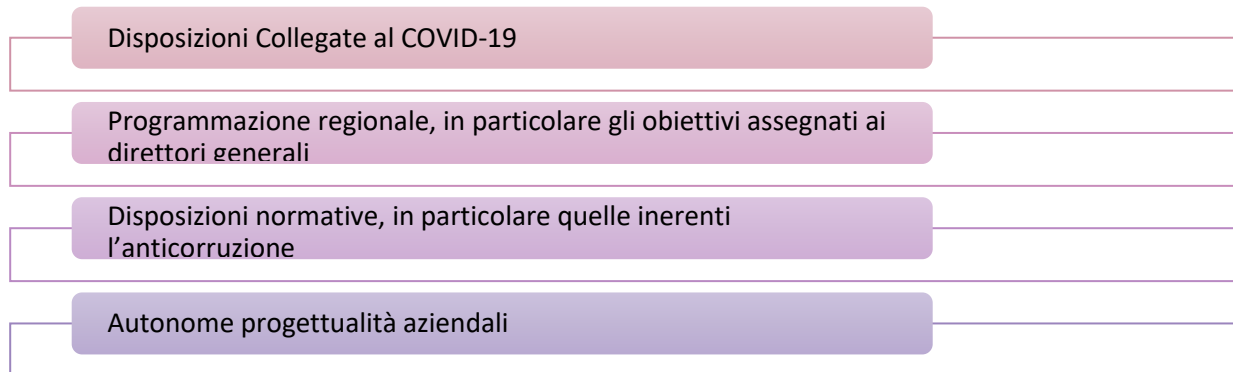 Disposizioni Collegate al COVID-19
Programmazione regionale, in particolare gli obiettivi assegnati ai
direttori generali
Disposizioni normative, in particolare quelle inerenti
l’anticorruzione
Autonome progettualità aziendali